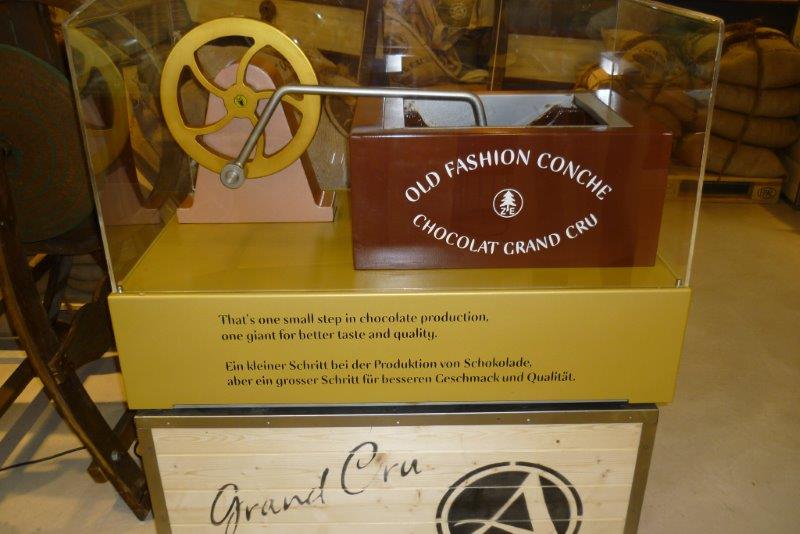 OLD FASHION CONCHE
CHOCOLAT GRAND CRU
That's one small step in chocolate production,
one giant for better taste and quality.
Ein kleiner Schritt bei der Produktion von Schokolade,
aber ein grosser Schritt für besseren Geschmack und Qualität.
Grand Cru